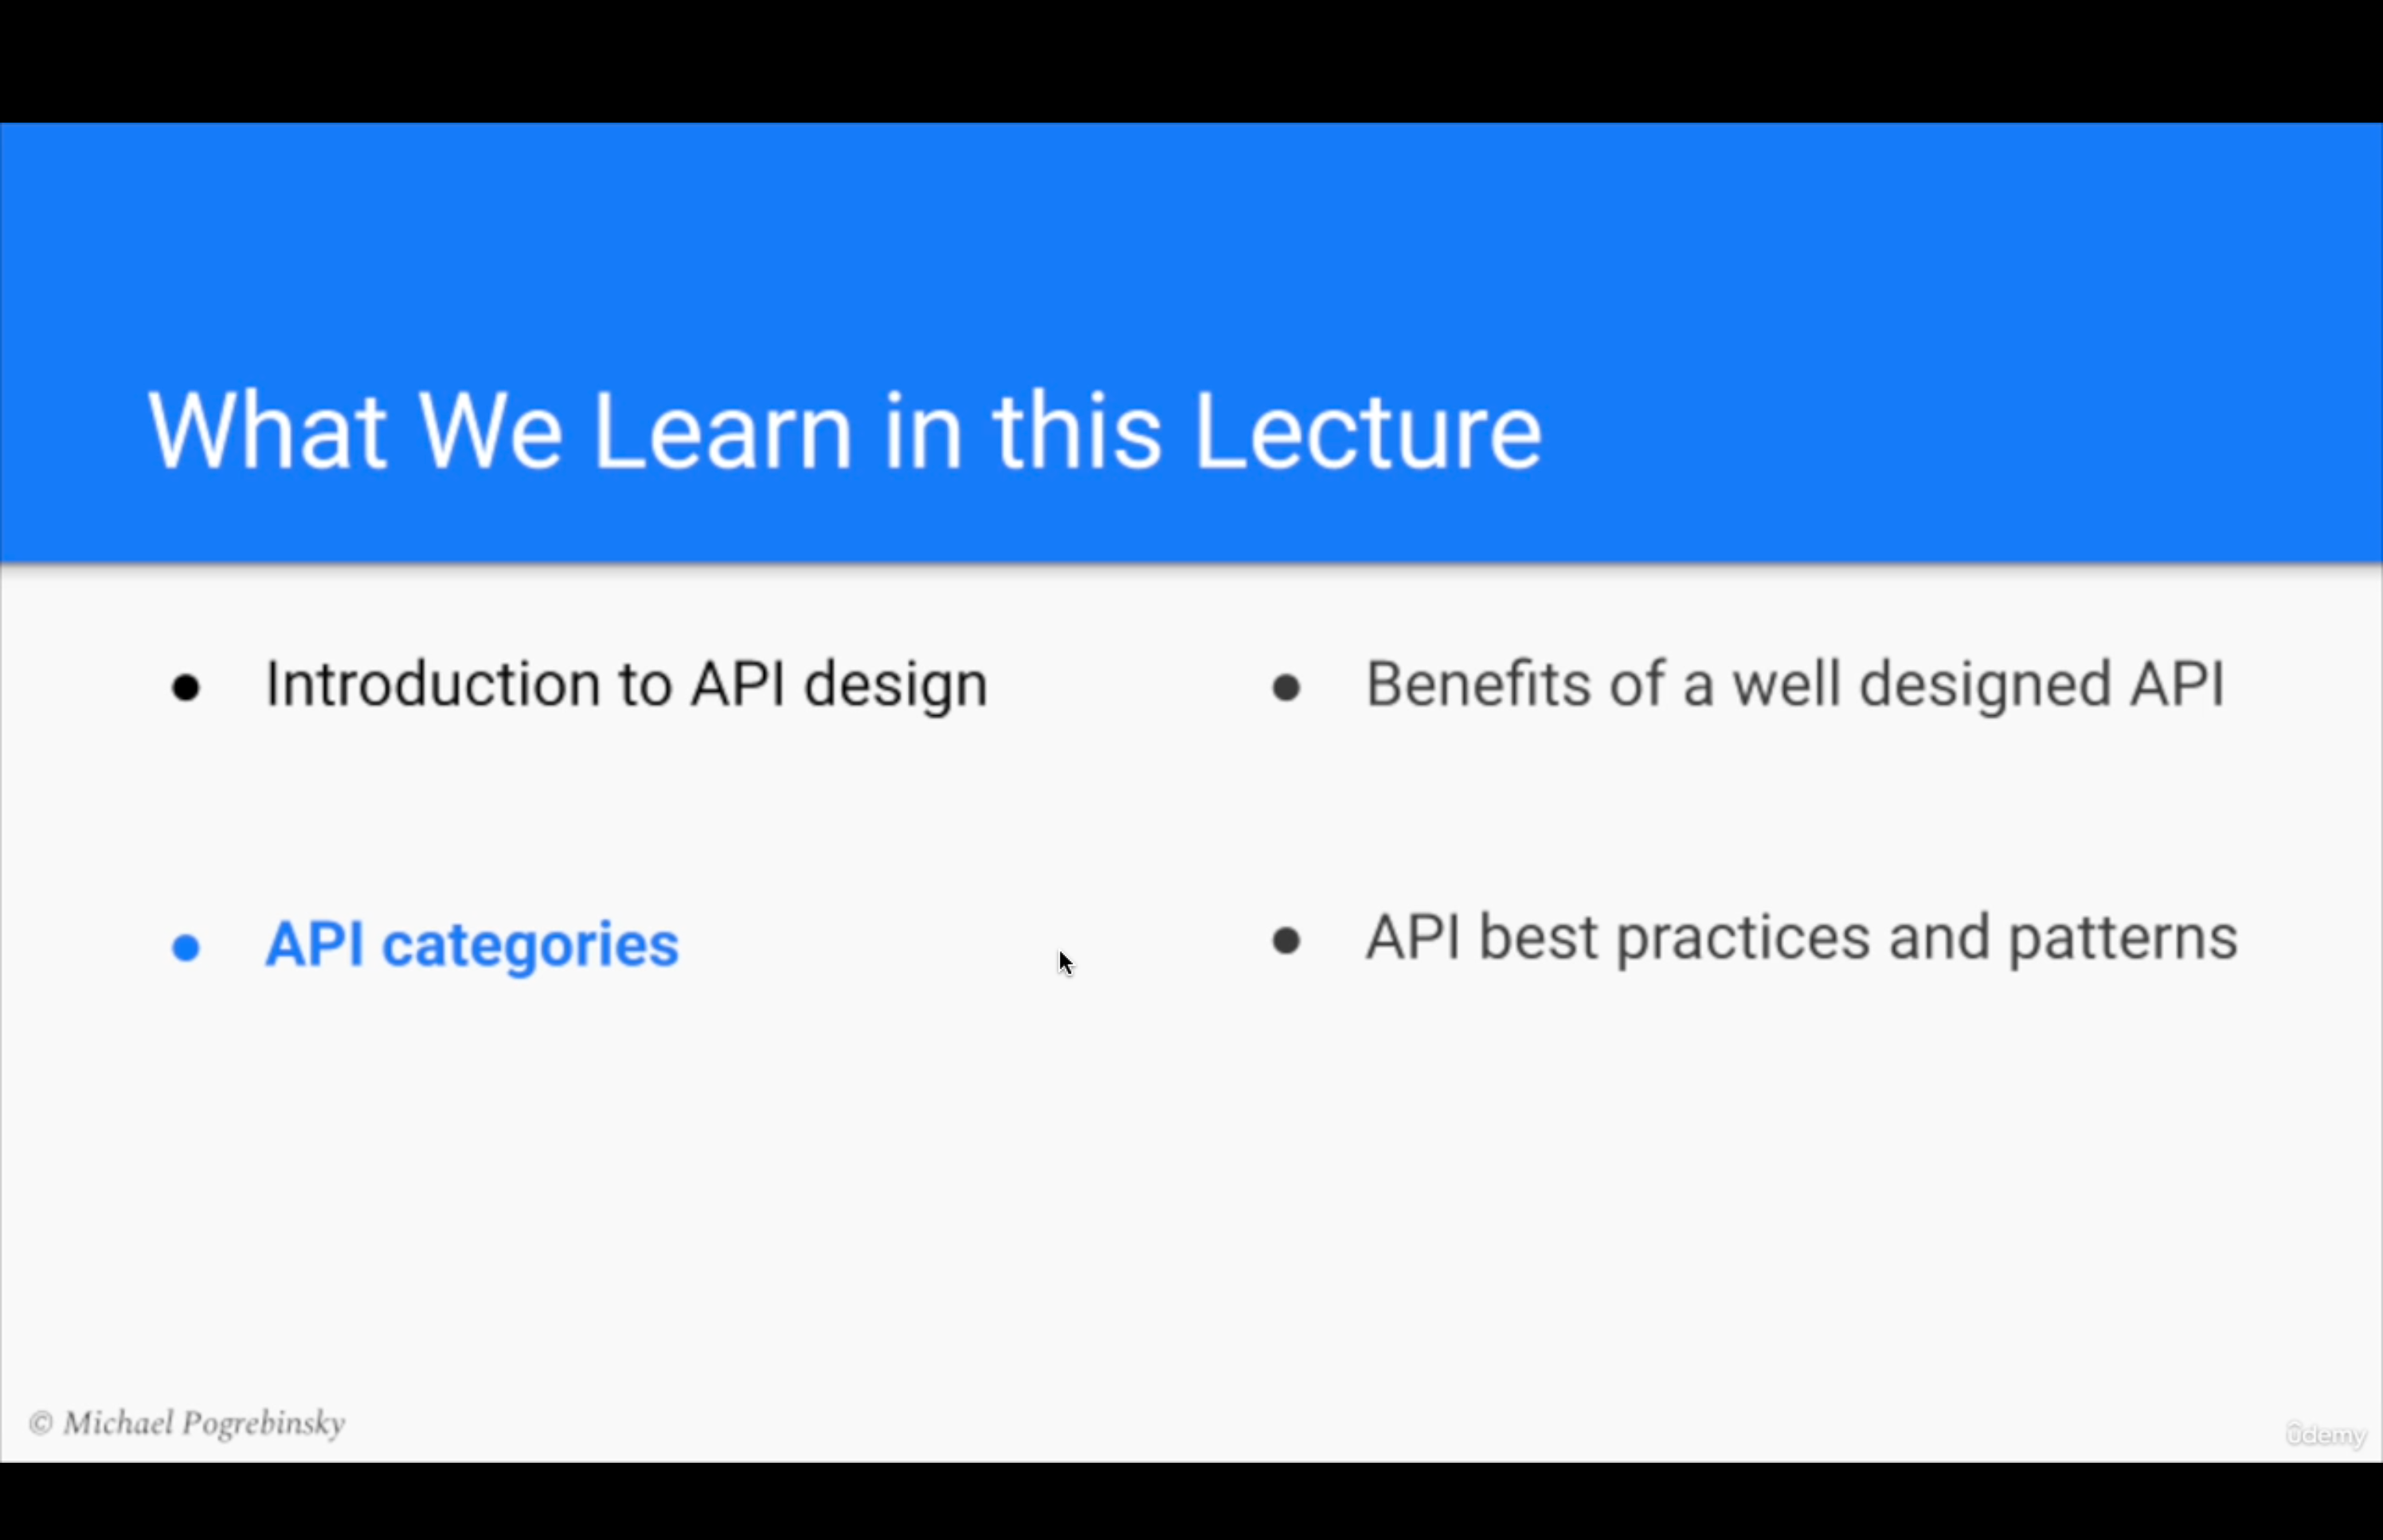 What We Learn in this Lecture
● Introduction to API design
● API categories
● Benefits of a well designed API
● API best practices and patterns
© Michael Pogrebinsky
ûdemy